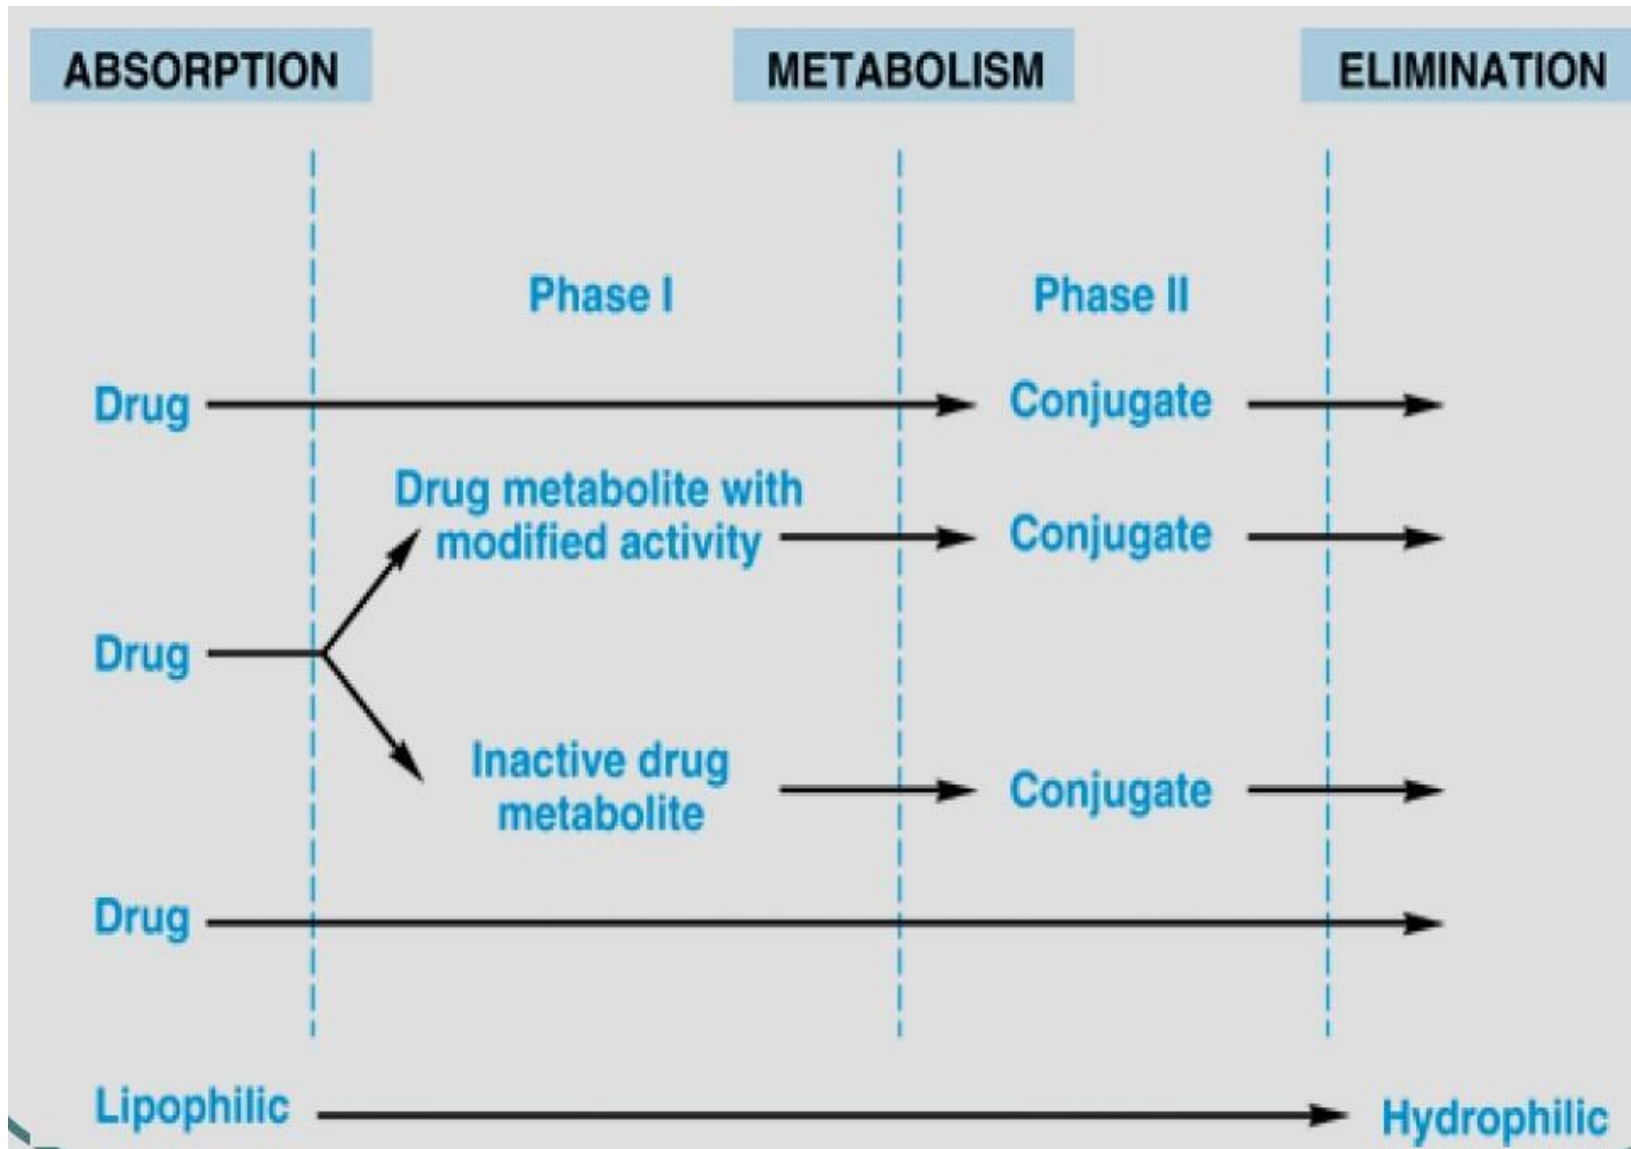 ABSORPTION METABOLISM ELIMINATION
Phase I Phase II
Drug Conjugate
Drug metabolite with
modified activity Conjugate
Drug
Inactive drug
metabolite Conjugate
Drug
Lipophilic Hydrophilic